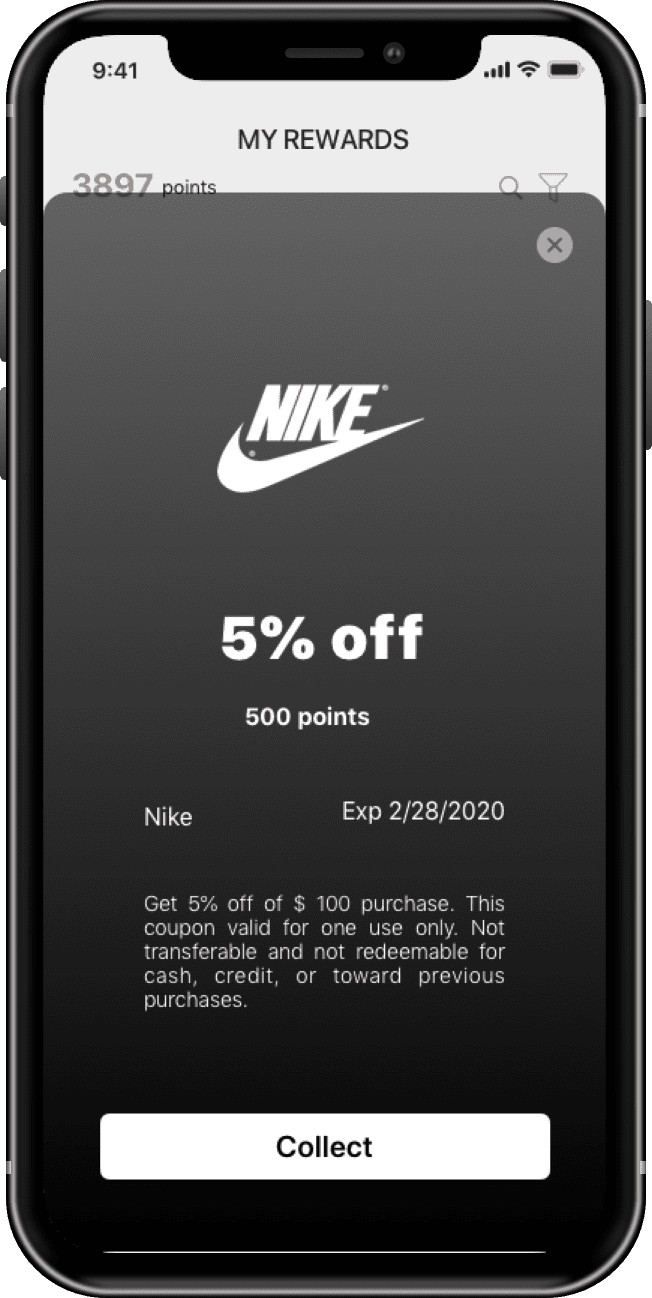 9:41
MY REWARDS
3897 points
NIKE
5% off
500 points
Nike
Exp 2/28/2020
Get 5% off of $ 100 purchase. This
coupon valid for one use only. Not
transferable and not redeemable for
cash, credit, or toward previous
purchases.
Collect